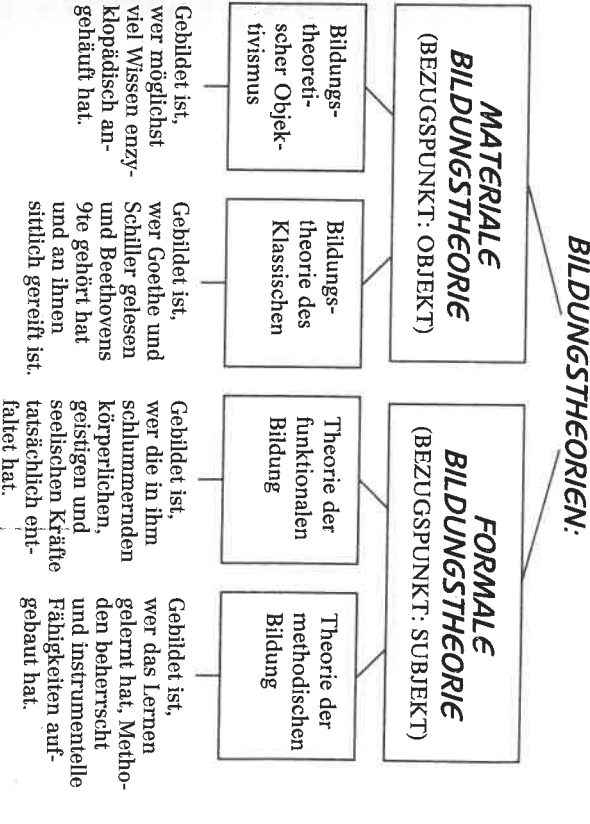 BILDUNGSTHEORIEN:
MATERIALE
BILDUNGSTHEORIE
(BEZUGSPUNKT: OBJEKT)
FORMALE
BILDUNGSTHEORIE
(BEZUGSPUNKT: SUBJEKT)
Bildungs-
theoreti-
scher Objek-
tivismus
Bildungs-
theorie des
Klassischen
Theorie der
funktionalen
Bildung
Theorie der
methodischen
Bildung
Gebildet ist,
wer möglichst
viel Wissen enzy-
klopädisch an-
gehäuft hat.
Gebildet ist,
wer Goethe und
Schiller gelesen
und Beethovens
9te gehört hat
und an ihnen
sittlich gereift ist.
Gebildet ist,
wer die in ihm
schlummernden
körperlichen,
geistigen und
seelischen Kräfte
tatsächlich ent-
faltet hat.
Gebildet ist,
wer das Lernen
gelernt hat, Metho-
den beherrscht
und instrumentelle
Fähigkeiten auf-
gebaut hat.